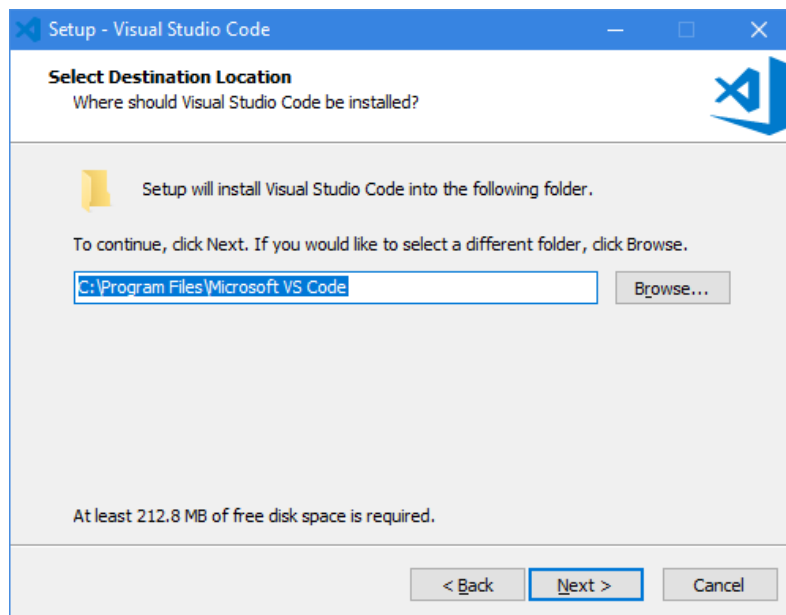 Setup - Visual Studio Code
Select Destination Location
Where should Visual Studio Code be installed?
Setup will install Visual Studio Code into the following folder.
To continue, click Next. If you would like to select a different folder, click Browse.
C:\Program Files\Microsoft VS Code
Browse...
At least 212.8 MB of free disk space is required.
< Back
Next >
Cancel